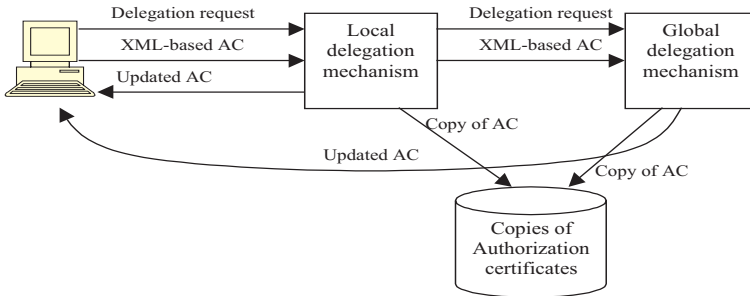 Delegation request
XML-based AC
Updated AC
Local
delegation
mechanism
Delegation request
XML-based AC
Global
delegation
mechanism
Copy of AC
Updated AC
Copy of AC
Copies of
Authorization
certificates